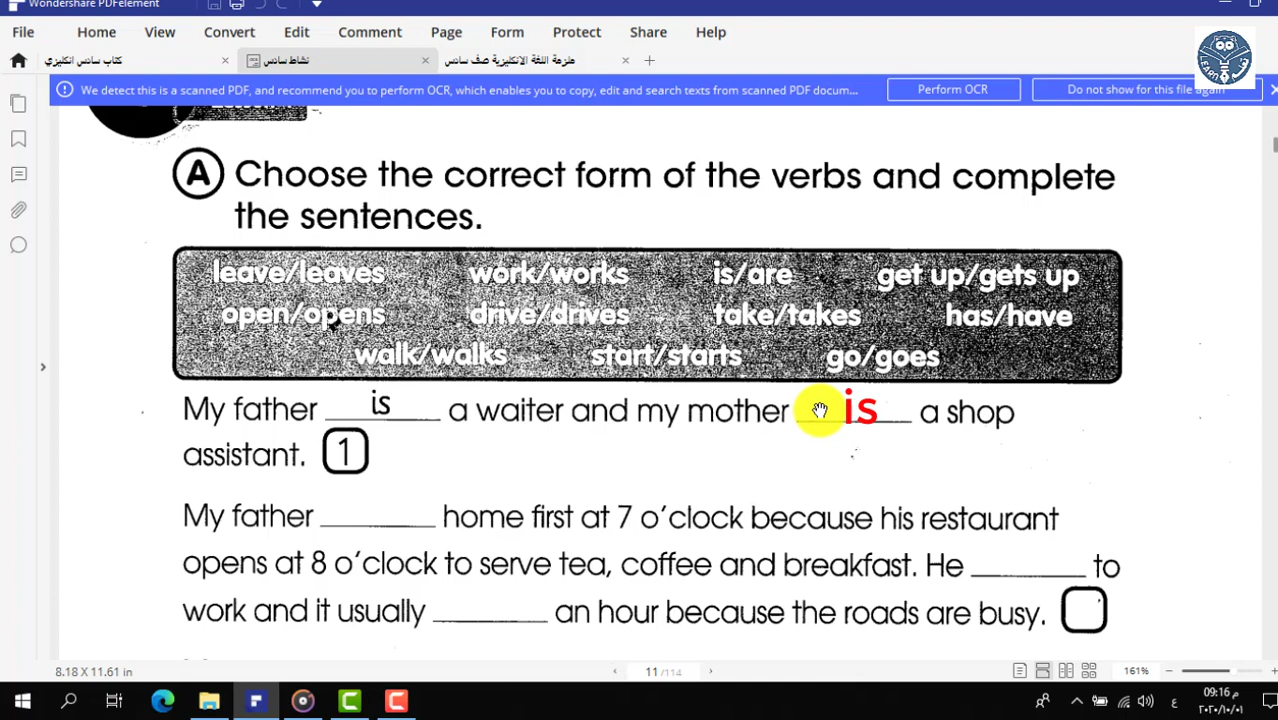 Wondershare PDFelement
File Home View Convert Edit Comment Page Form Protect Share Help
كتاب سادس انكليزي
نشاط سادس
ملزمة اللغة الانكليزية صف سادس
We detect this is a scanned PDF, and recommend you to perform OCR, which enables you to copy, edit and search texts from scanned PDF docum...
Perform OCR
Do not show for this file again
A Choose the correct form of the verbs and complete
the sentences.
leave/leaves work/works is/are get up/gets up
open/opens drive/drives take/takes has/have
walk/walks start/starts go/goes
My father is a waiter and my mother is a shop
assistant. 1
My father ________ home first at 7 o'clock because his restaurant
opens at 8 o'clock to serve tea, coffee and breakfast. He ________ to
work and it usually ________ an hour because the roads are busy.
8.18 x 11.61 in
11 /114
161%
09:16 م
٢٠٢٠/١٠/٠١
ع